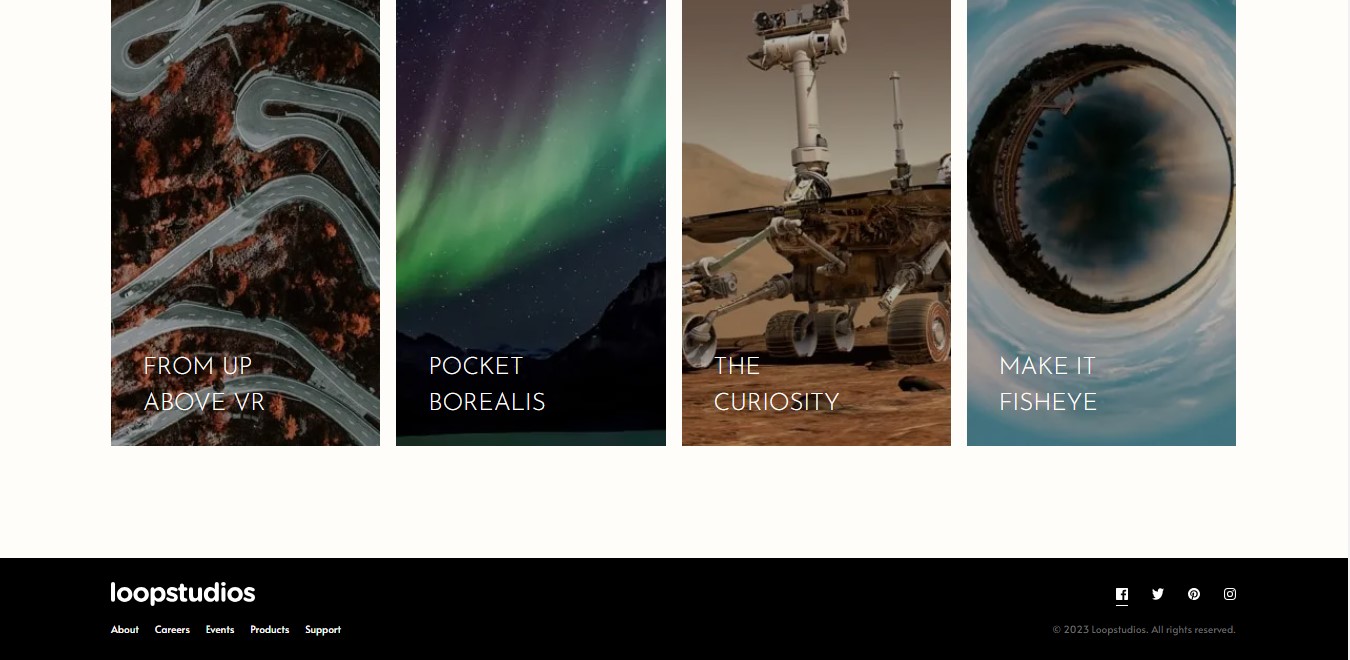 FROM UP
ABOVE VR
POCKET
BOREALIS
THE
CURIOSITY
MAKE IT
FISHEYE
loopstudios
About Careers Events Products Support
© 2023 Loopstudios. All rights reserved.